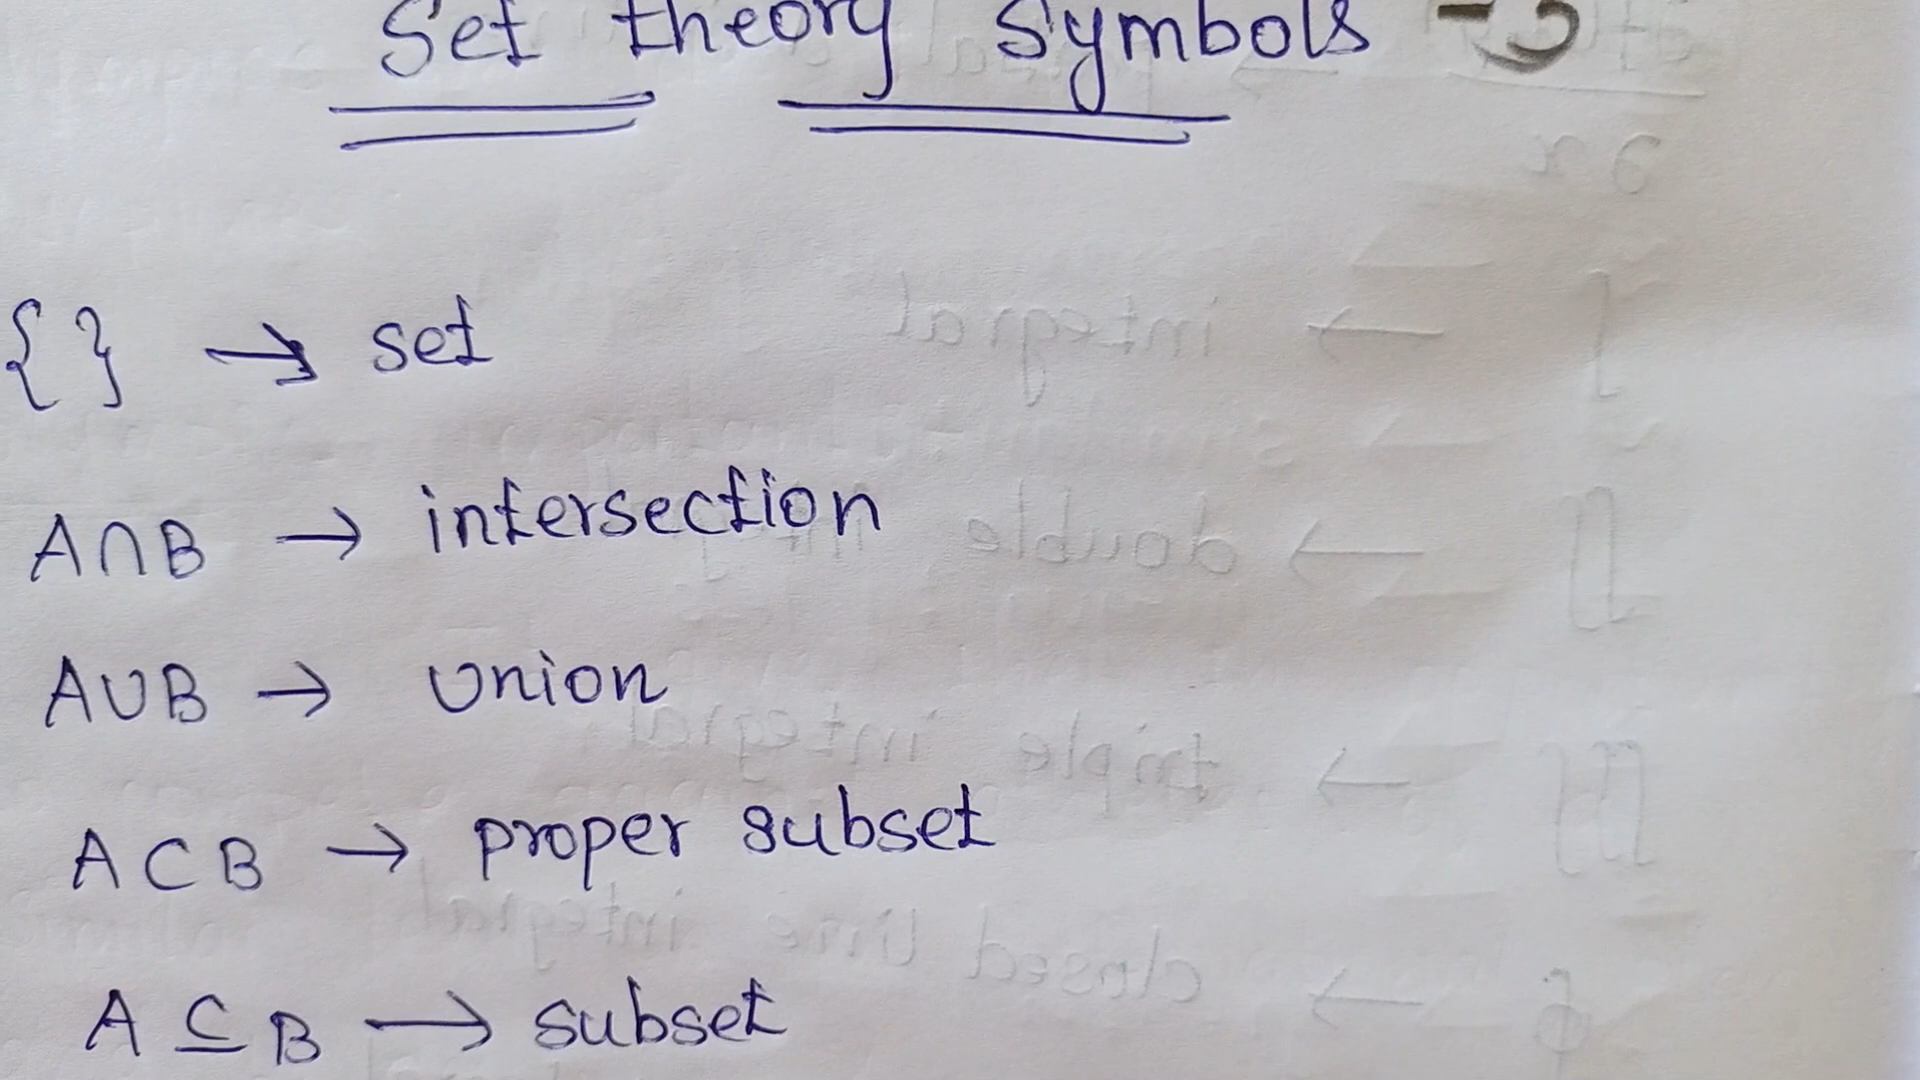 Set theory Symbols -
{ } → set
A∩B → intersection
A∪B → Union
A⊂B → proper subset
A⊆B → subset